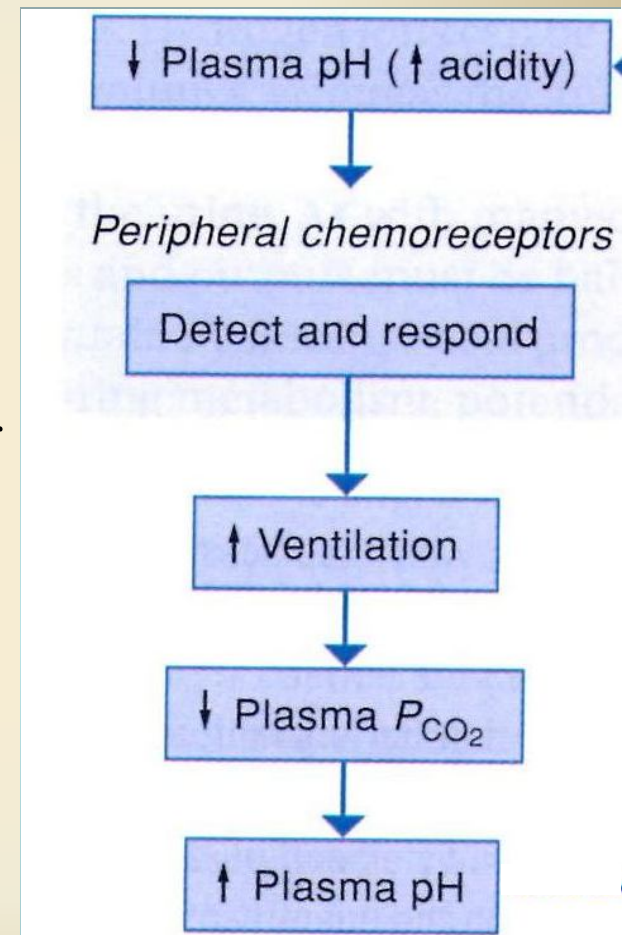 ↓ Plasma pH (↑ acidity)
Peripheral chemoreceptors
Detect and respond
↑ Ventilation
↓ Plasma PCO₂
↑ Plasma pH